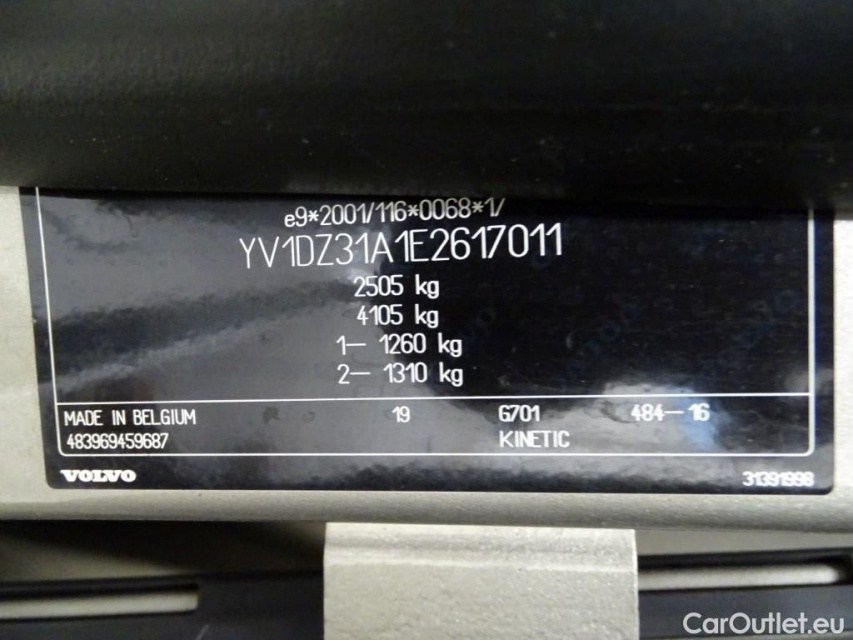 e9*2001/116*0068*1/
YV1DZ31A1E2617011
2505 kg
4105 kg
1– 1260 kg
2– 1310 kg
MADE IN BELGIUM 19 6701 484–16
483969459687 KINETIC
VOLVO 31391998
CarOutlet.eu